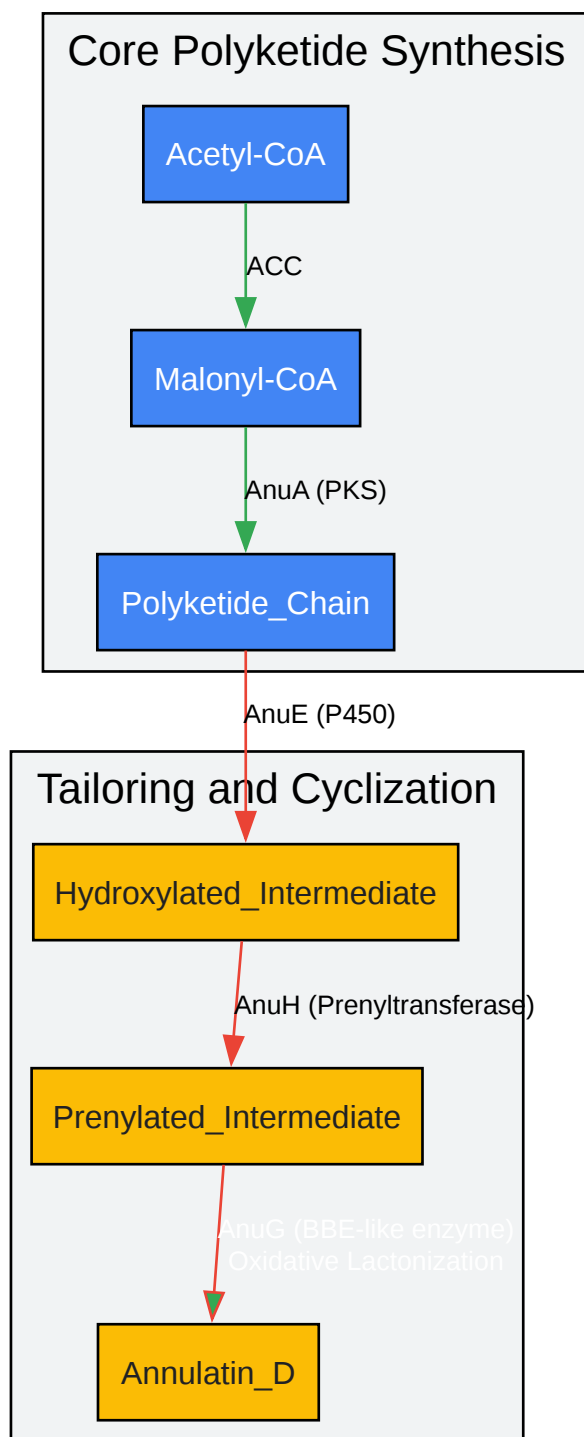 Core Polyketide Synthesis
Acetyl-CoA
ACC
Malonyl-CoA
AnuA (PKS)
Polyketide_Chain
AnuE (P450)
Tailoring and Cyclization
Hydroxylated_Intermediate
AnuH (Prenyltransferase)
Prenylated_Intermediate
AnuG (BBE-like enzyme)
Oxidative Lactonization
Annulatin_D